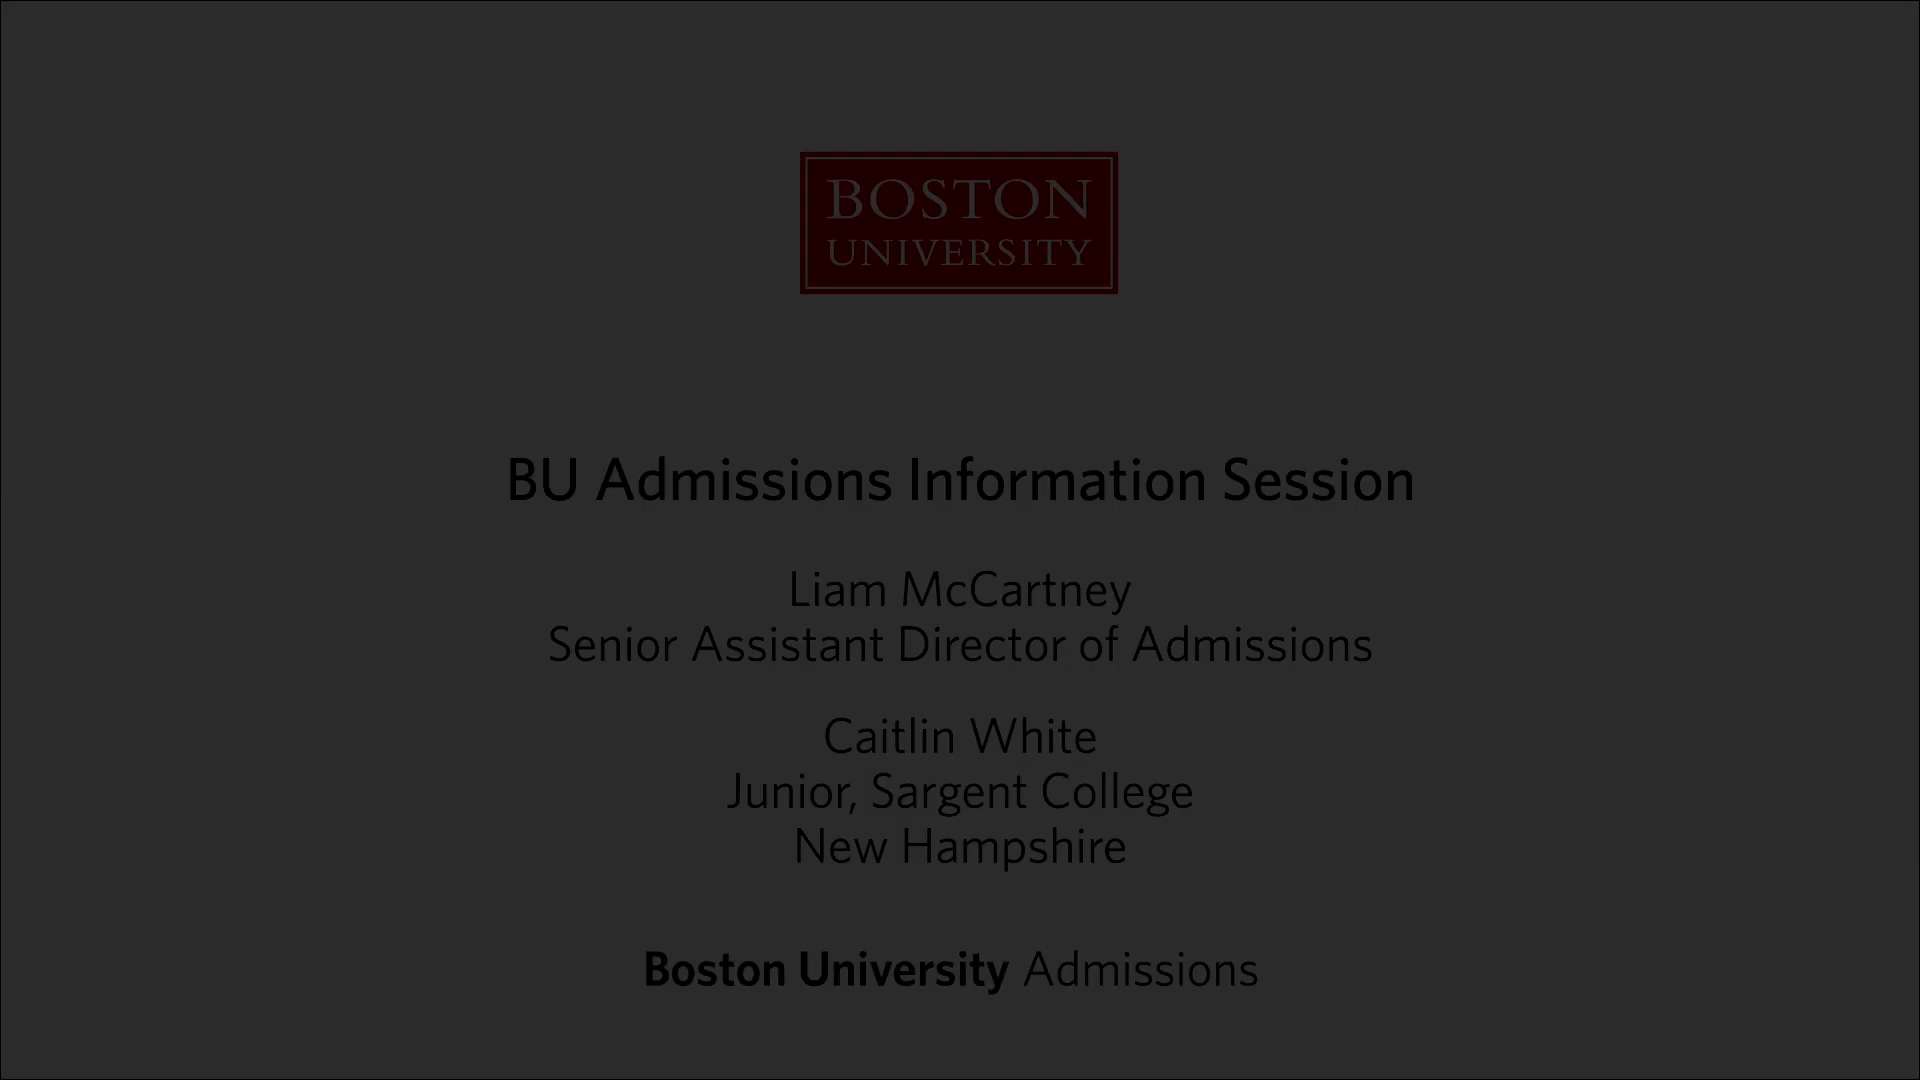 BOSTON
UNIVERSITY
BU Admissions Information Session
Liam McCartney
Senior Assistant Director of Admissions
Caitlin White
Junior, Sargent College
New Hampshire
Boston University Admissions